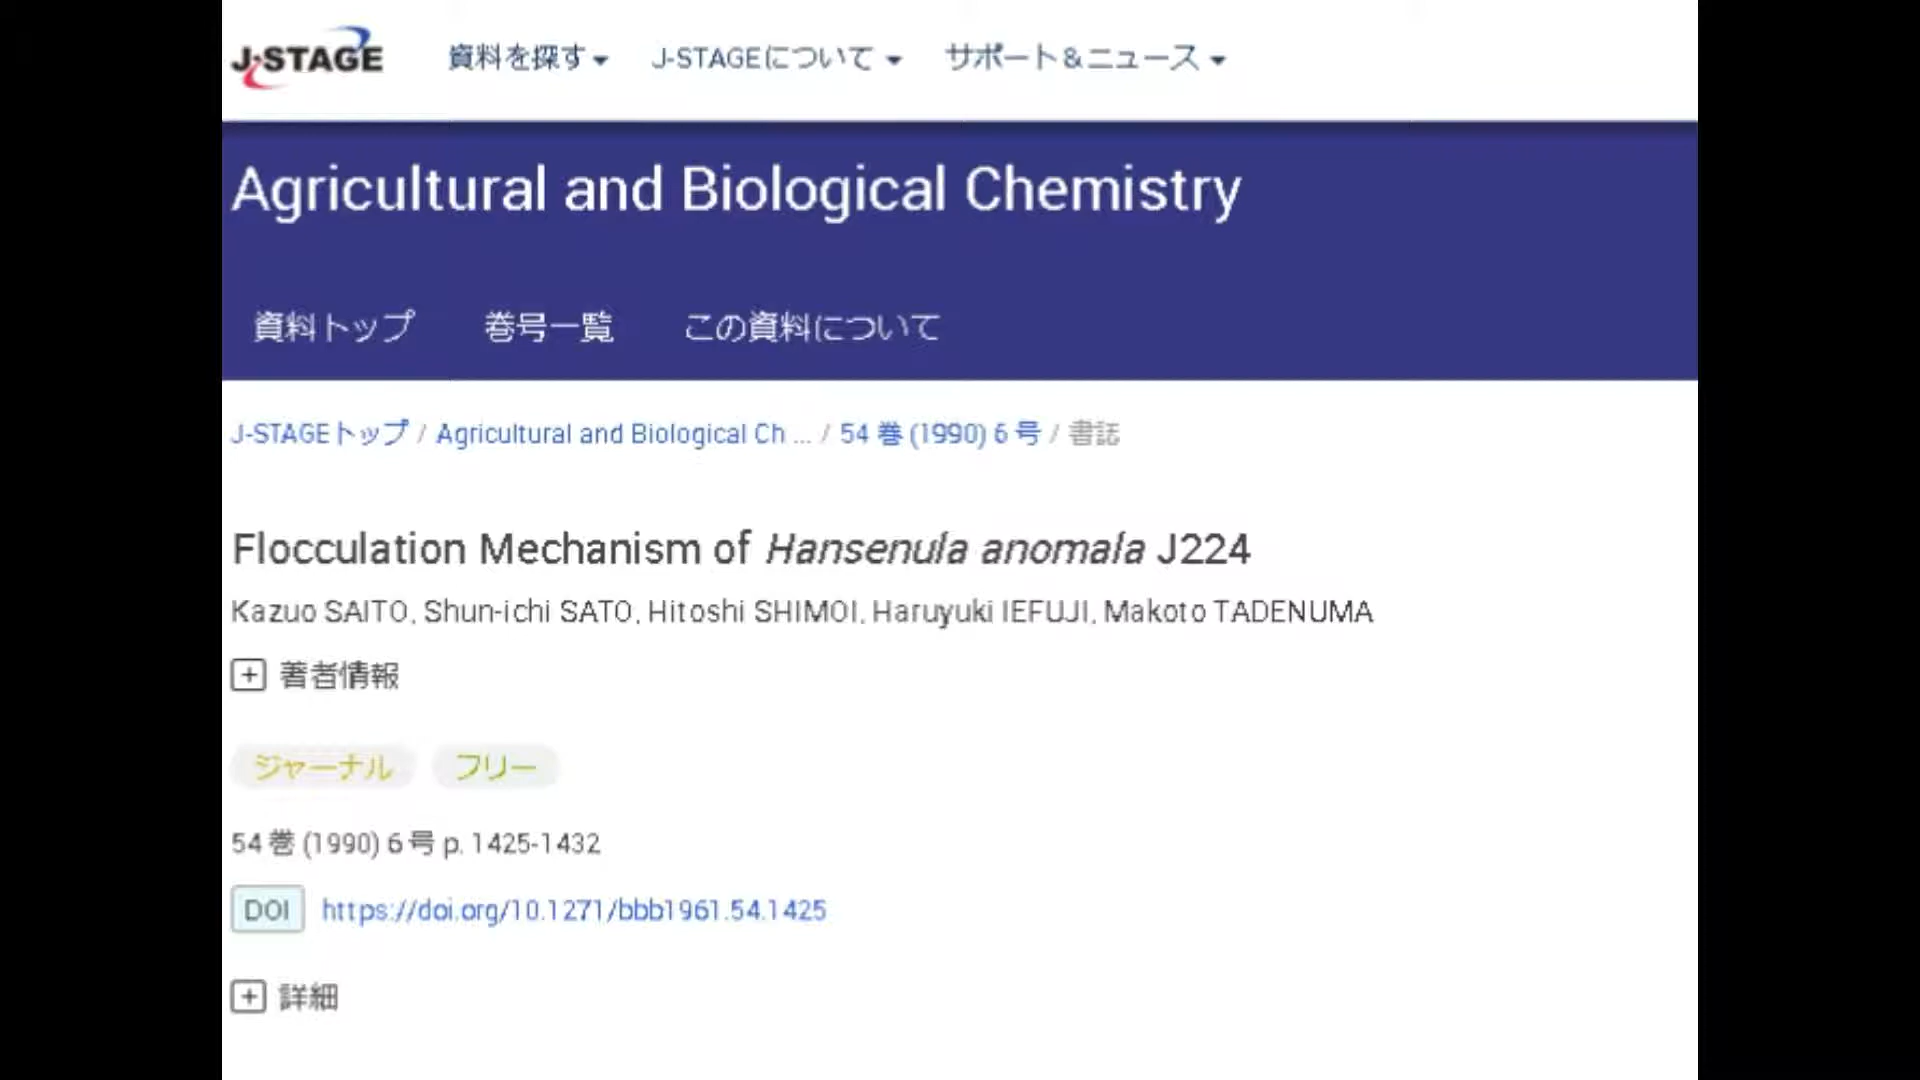 J-STAGE 資料を探す J-STAGEについて サポート＆ニュース
Agricultural and Biological Chemistry
資料トップ 巻号一覧 この資料について
J-STAGEトップ / Agricultural and Biological Ch ... / 54 巻 (1990) 6 号 / 書誌
Flocculation Mechanism of Hansenula anomala J224
Kazuo SAITO, Shun-ichi SATO, Hitoshi SHIMOI, Haruyuki IEFUJI, Makoto TADENUMA
著者情報
ジャーナル フリー
54 巻 (1990) 6 号 p. 1425-1432
DOI https://doi.org/10.1271/bbb1961.54.1425
詳細